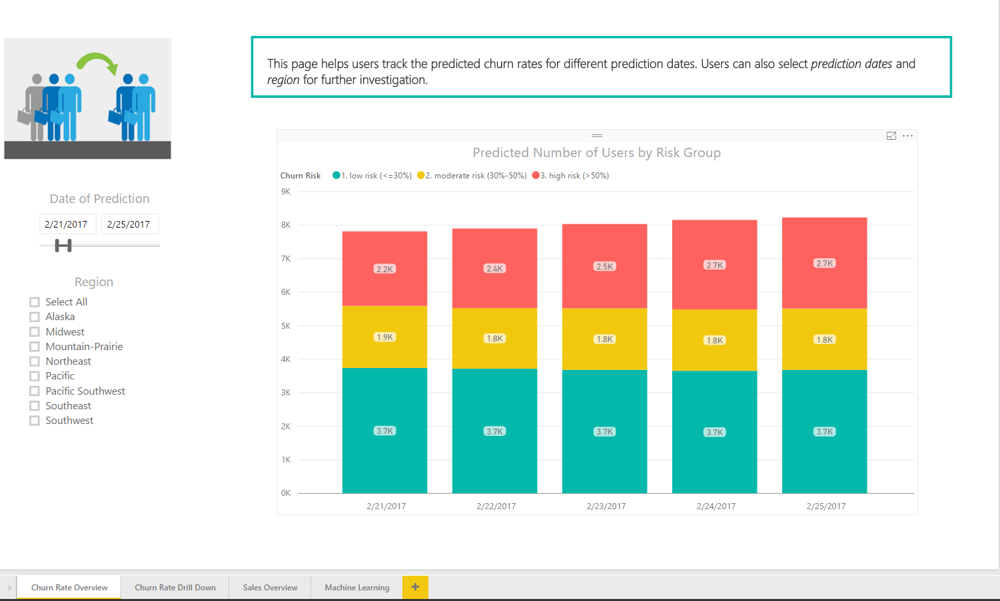 This page helps users track the predicted churn rates for different prediction dates. Users can also select prediction dates and
region for further investigation.
Date of Prediction
2/21/2017 2/25/2017
Region
Select All
Alaska
Midwest
Mountain-Prairie
Northeast
Pacific
Pacific Southwest
Southeast
Southwest
Predicted Number of Users by Risk Group
Churn Risk 1. low risk (<=30%) 2. moderate risk (30%-50%) 3. high risk (>50%)
9K
8K
7K
6K
5K
4K
3K
2K
1K
0K
2.2K 2.4K 2.5K 2.7K 2.7K
1.9K 1.8K 1.8K 1.8K 1.8K
3.7K 3.7K 3.7K 3.7K 3.7K
2/21/2017 2/22/2017 2/23/2017 2/24/2017 2/25/2017
Churn Rate Overview Churn Rate Drill Down Sales Overview Machine Learning +